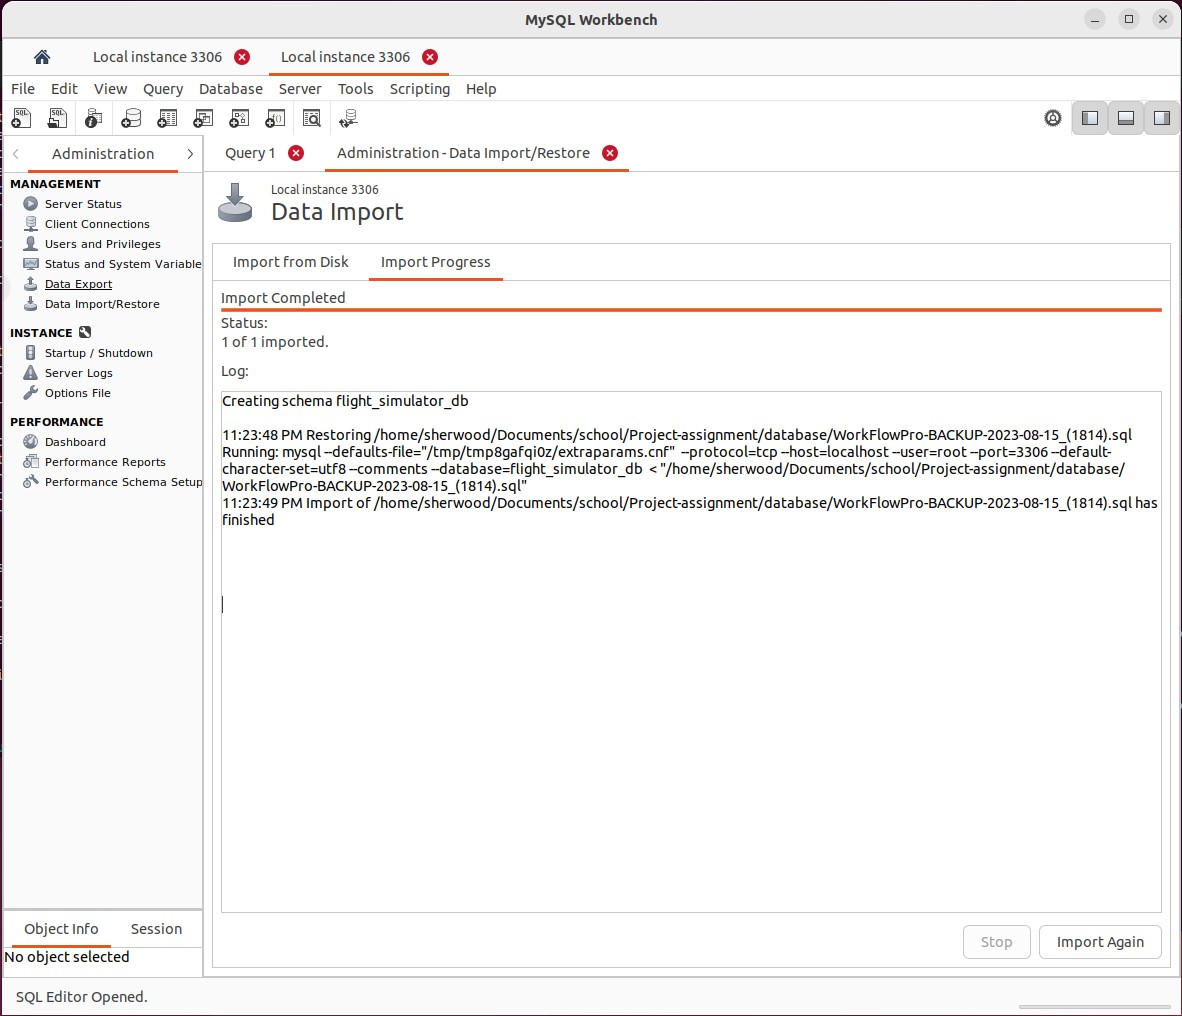 MySQL Workbench
Local instance 3306
Local instance 3306
File Edit View Query Database Server Tools Scripting Help
Administration
Query 1
Administration - Data Import/Restore
MANAGEMENT
Server Status
Client Connections
Users and Privileges
Status and System Variable
Data Export
Data Import/Restore
INSTANCE
Startup / Shutdown
Server Logs
Options File
PERFORMANCE
Dashboard
Performance Reports
Performance Schema Setup
Object Info Session
No object selected
Local instance 3306
Data Import
Import from Disk Import Progress
Import Completed
Status:
1 of 1 imported.
Log:
Creating schema flight_simulator_db
11:23:48 PM Restoring /home/sherwood/Documents/school/Project-assignment/database/WorkFlowPro-BACKUP-2023-08-15_(1814).sql
Running: mysql --defaults-file="/tmp/tmp8gafqi0z/extraparams.cnf"  --protocol=tcp --host=localhost --user=root --port=3306 --default-
character-set=utf8 --comments --database=flight_simulator_db  < "/home/sherwood/Documents/school/Project-assignment/database/
WorkFlowPro-BACKUP-2023-08-15_(1814).sql"
11:23:49 PM Import of /home/sherwood/Documents/school/Project-assignment/database/WorkFlowPro-BACKUP-2023-08-15_(1814).sql has
finished
Stop Import Again
SQL Editor Opened.